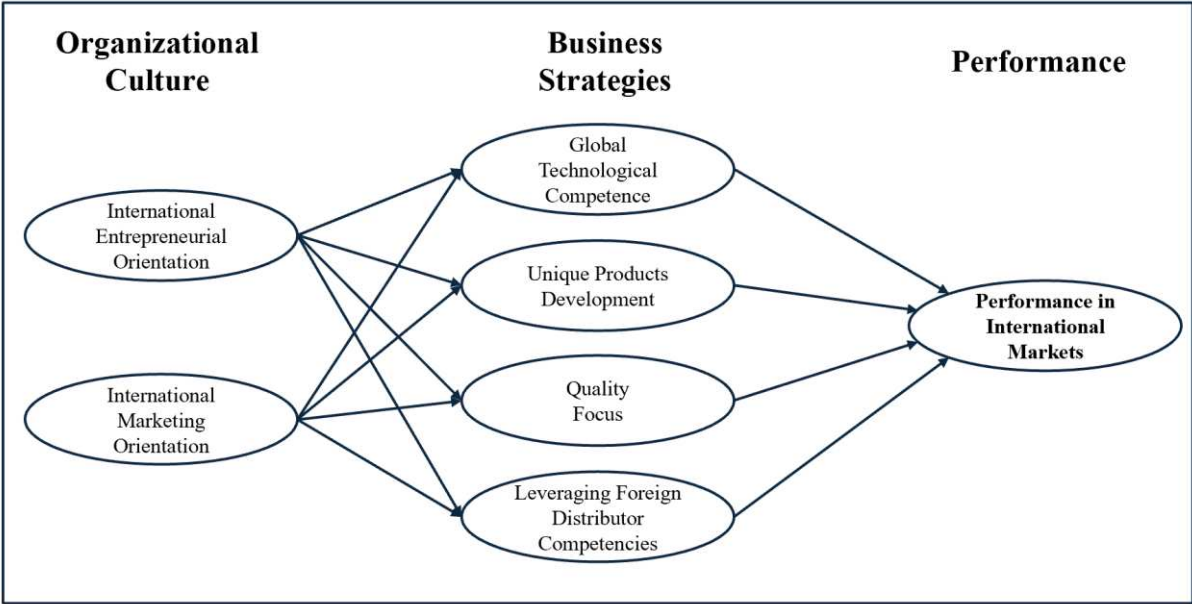 Organizational
Culture
Business
Strategies
Performance
International
Entrepreneurial
Orientation
International
Marketing
Orientation
Global
Technological
Competence
Unique Products
Development
Quality
Focus
Leveraging Foreign
Distributor
Competencies
Performance in
International
Markets